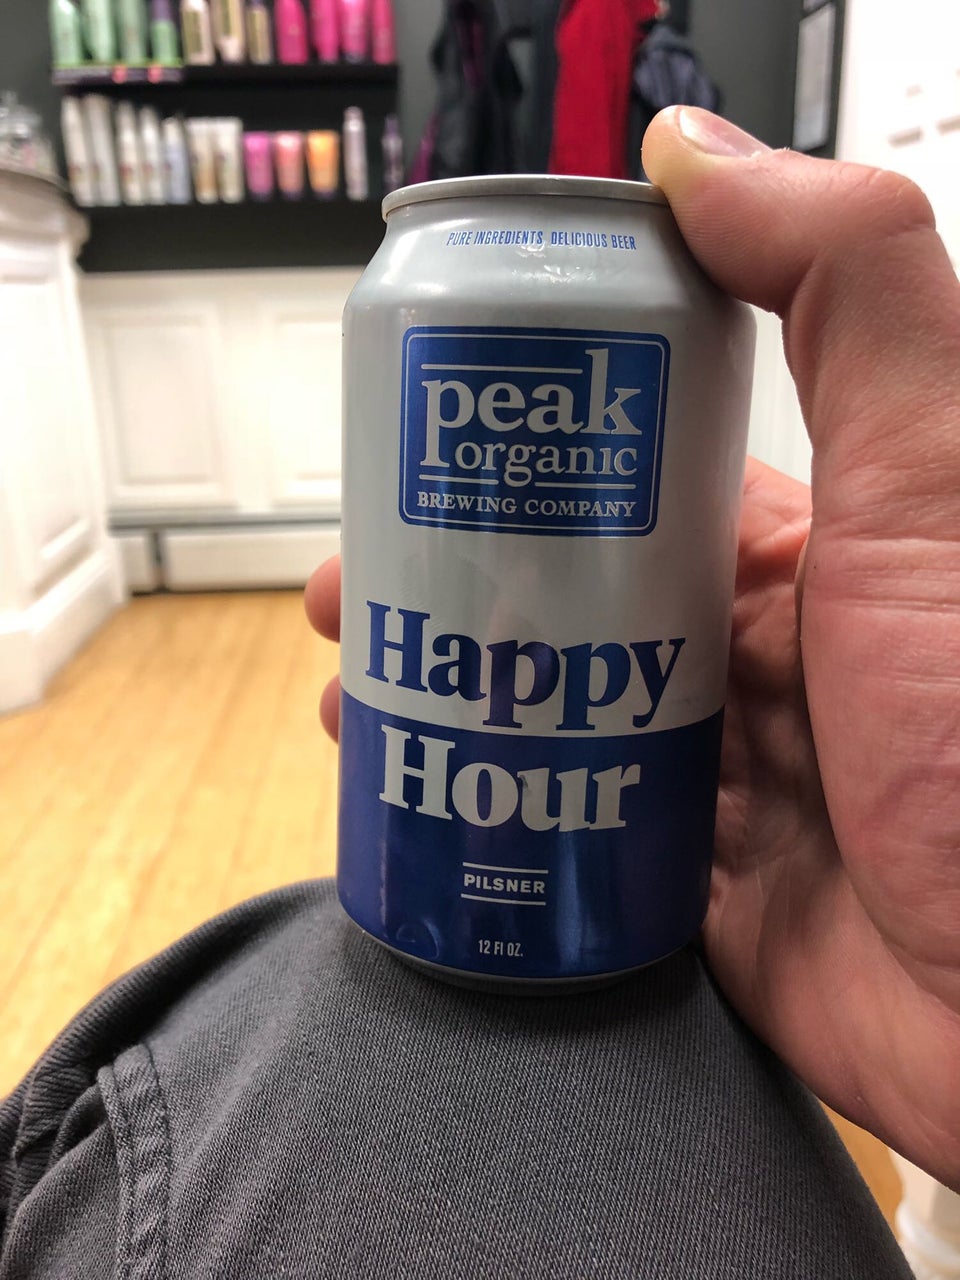 PURE INGREDIENTS, DELICIOUS BEER
peak
organic
BREWING COMPANY
Happy
Hour
PILSNER
12 Fl OZ.